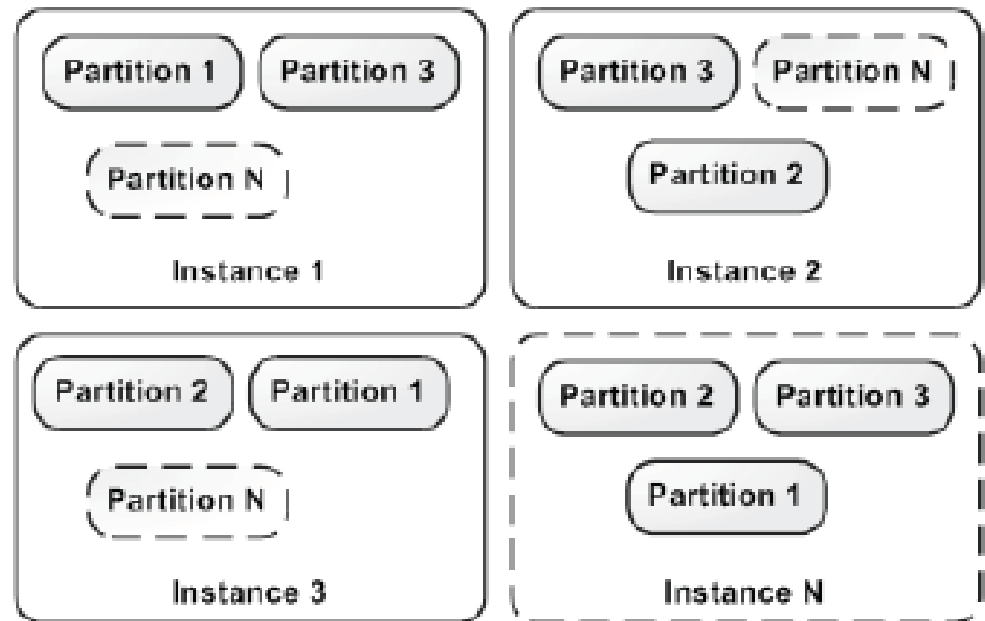 Partition 1 Partition 3
Partition N
Instance 1
Partition 3 Partition N
Partition 2
Instance 2
Partition 2 Partition 1
Partition N
Instance 3
Partition 2 Partition 3
Partition 1
Instance N